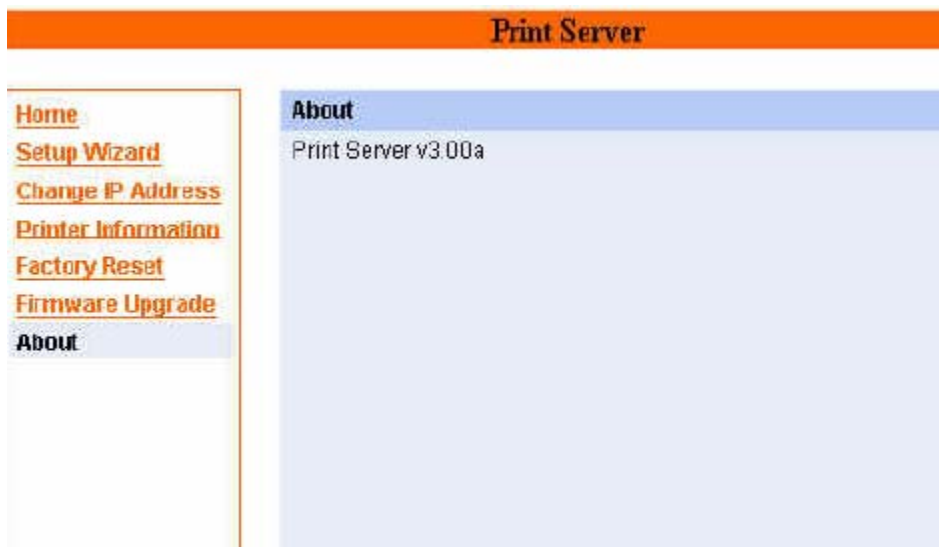 Print Server
Home
Setup Wizard
Change IP Address
Printer Information
Factory Reset
Firmware Upgrade
About
About
Print Server v3.00a